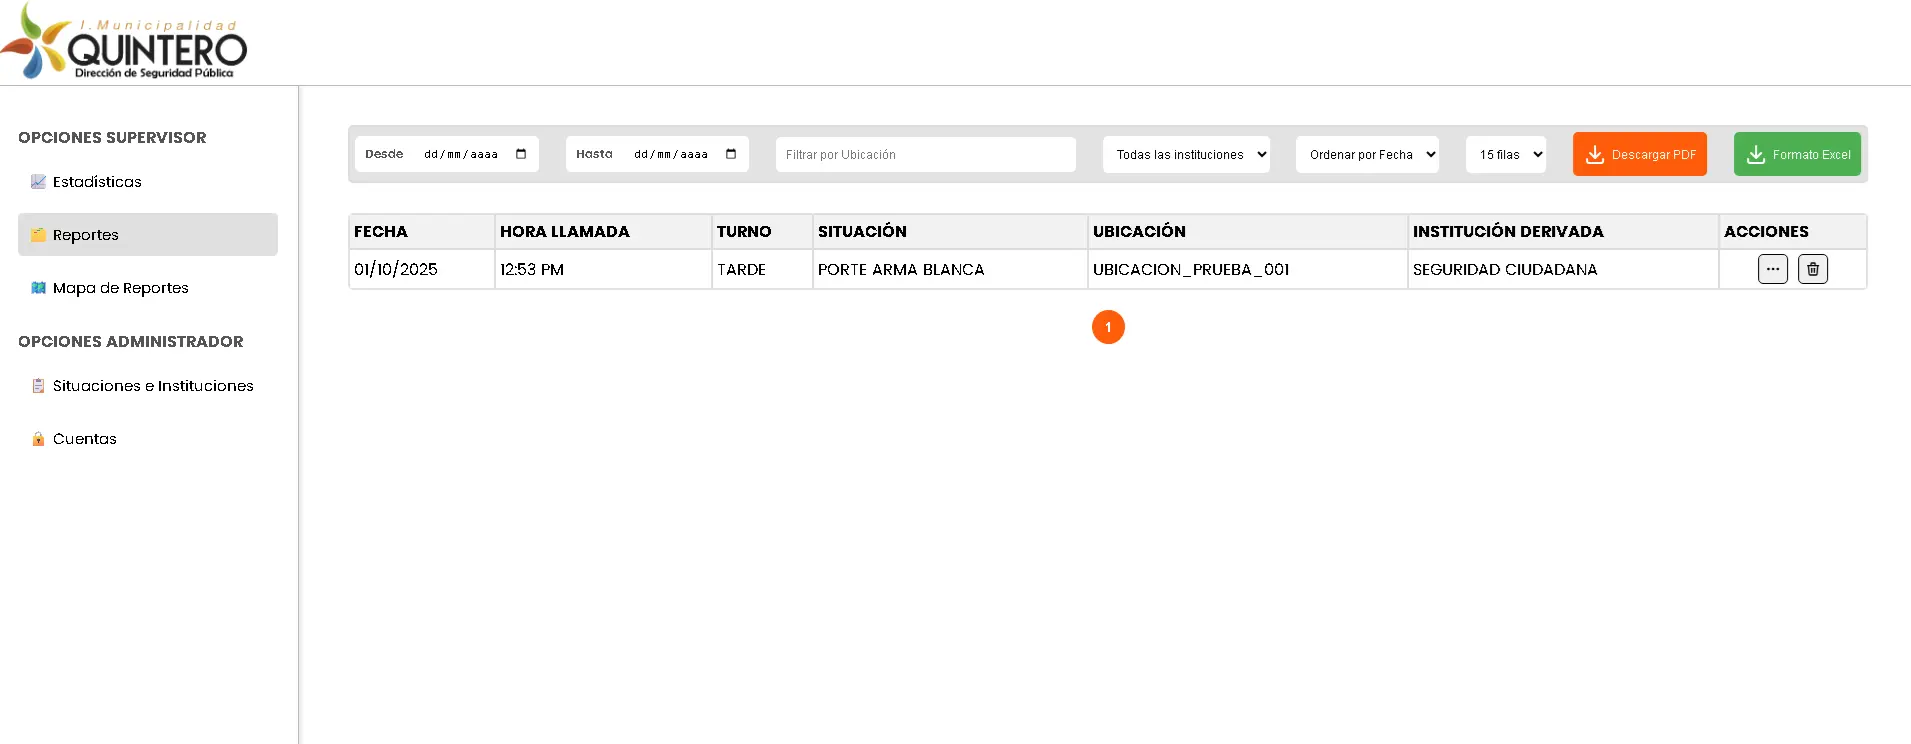 I. Municipalidad
QUINTERO
Dirección de Seguridad Pública
OPCIONES SUPERVISOR
Estadísticas
Reportes
Mapa de Reportes
OPCIONES ADMINISTRADOR
Situaciones e Instituciones
Cuentas
Desde dd/mm/aaaa Hasta dd/mm/aaaa Filtrar por Ubicación Todas las instituciones Ordenar por Fecha 15 filas Descargar PDF Formato Excel
FECHA HORA LLAMADA TURNO SITUACIÓN UBICACIÓN INSTITUCIÓN DERIVADA ACCIONES
01/10/2025 12:53 PM TARDE PORTE ARMA BLANCA UBICACION_PRUEBA_001 SEGURIDAD CIUDADANA
1